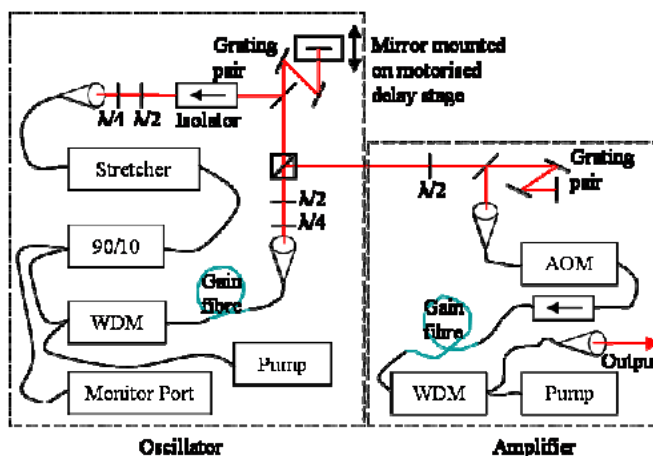 Grating
pair
Mirror mounted
on motorised
delay stage
λ/4
λ/2
Isolator
Stretcher
λ/2
λ/4
90/10
Gain
fibre
WDM
Pump
Monitor Port
Oscillator
λ/2
Grating
pair
AOM
Gain
fibre
Output
WDM
Pump
Amplifier